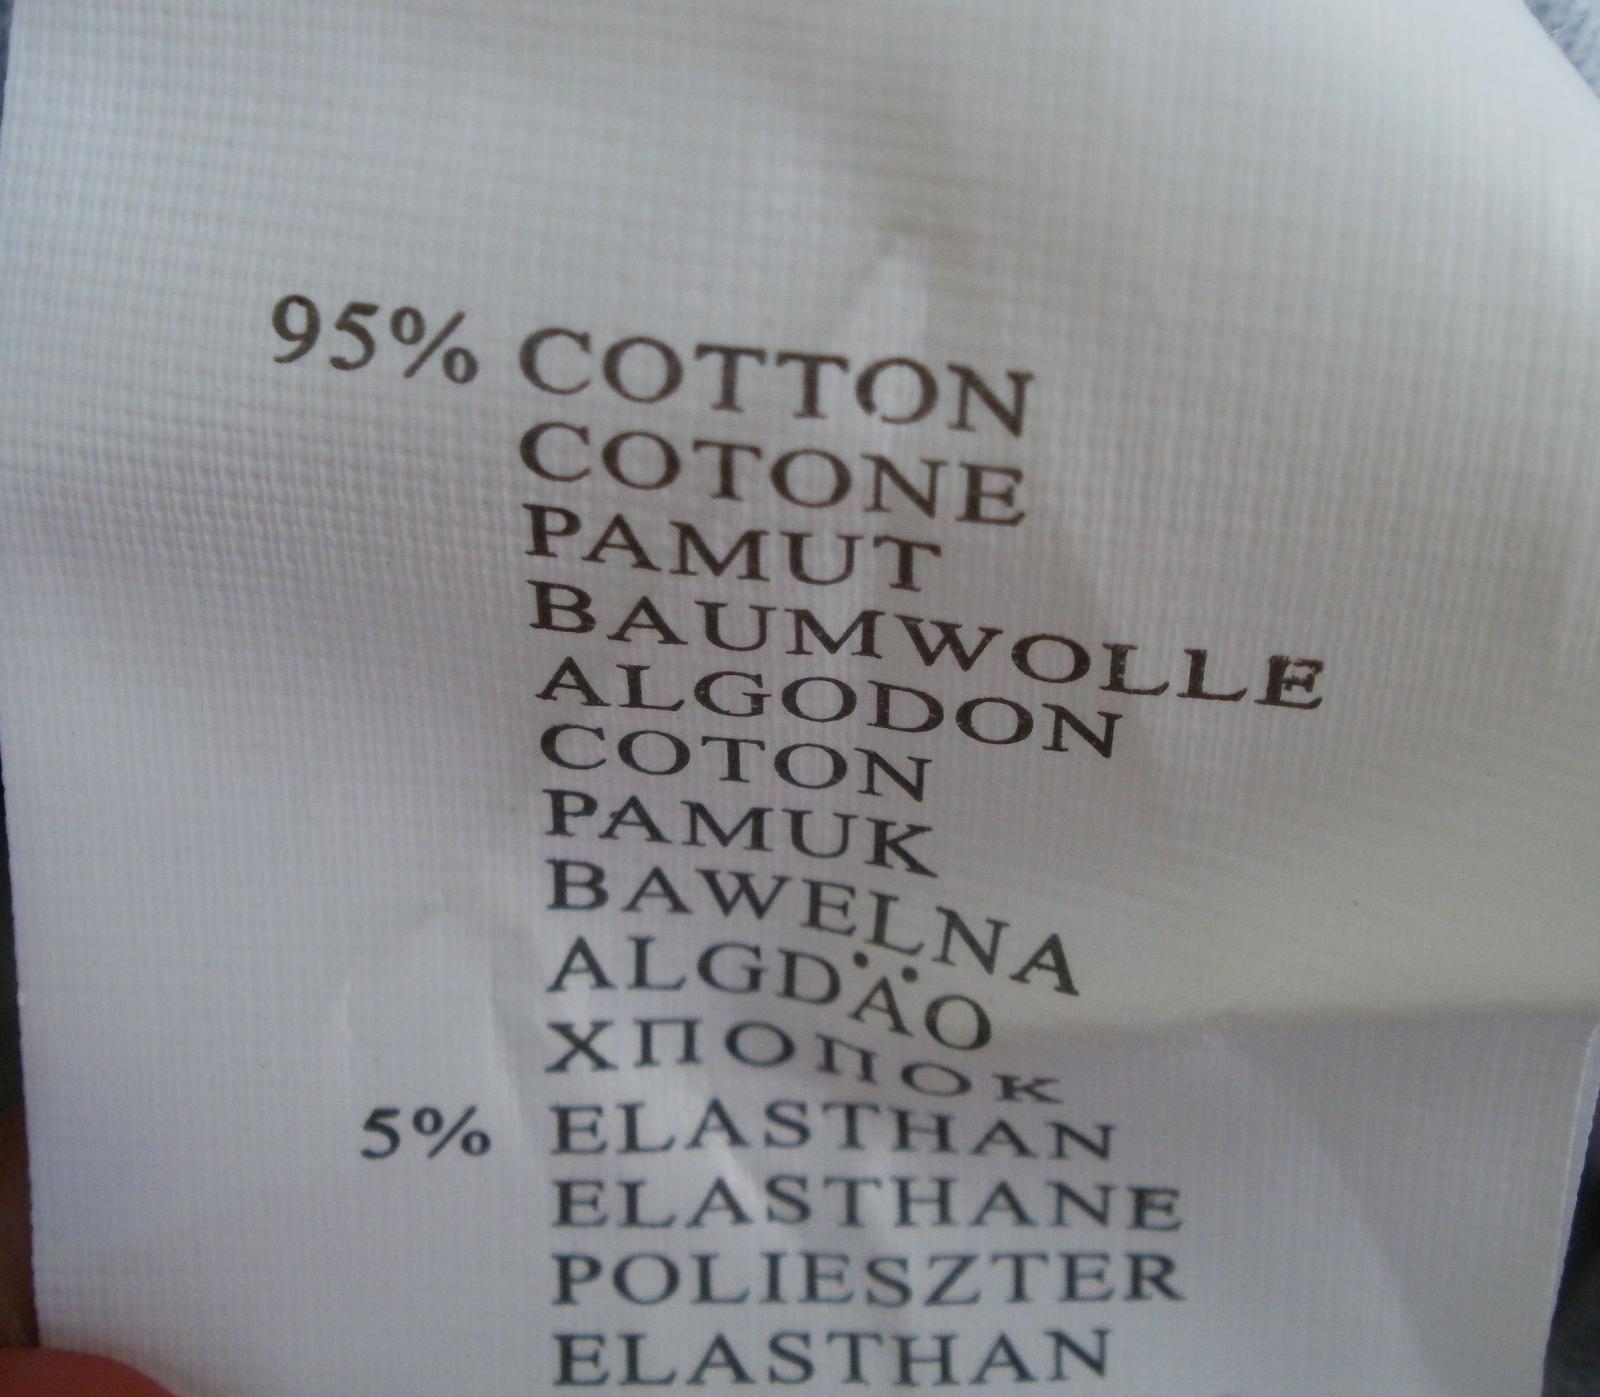 95% COTTON
COTONE
PAMUT
BAUMWOLLE
ALGODON
COTON
PAMUK
BAWELNA
ALGDÄO
ХПОПОК
5% ELASTHAN
ELASTHANE
POLIESZTER
ELASTHAN